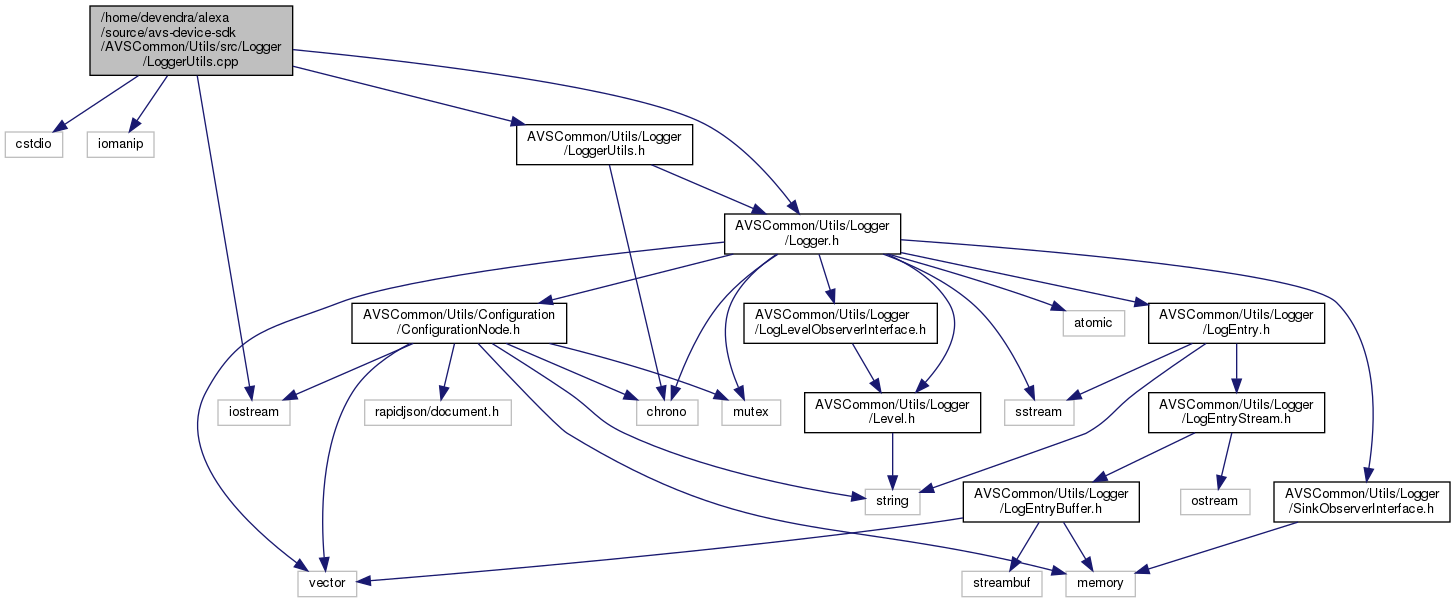 /home/devendra/alexa
/source/avs-device-sdk
/AVSCommon/Utils/src/Logger
/LoggerUtils.cpp
cstdio
iomanip
AVSCommon/Utils/Logger
/LoggerUtils.h
AVSCommon/Utils/Logger
/Logger.h
AVSCommon/Utils/Configuration
/ConfigurationNode.h
AVSCommon/Utils/Logger
/LogLevelObserverInterface.h
atomic
AVSCommon/Utils/Logger
/LogEntry.h
iostream
rapidjson/document.h
chrono
mutex
AVSCommon/Utils/Logger
/Level.h
sstream
AVSCommon/Utils/Logger
/LogEntryStream.h
string
AVSCommon/Utils/Logger
/LogEntryBuffer.h
ostream
AVSCommon/Utils/Logger
/SinkObserverInterface.h
vector
streambuf
memory